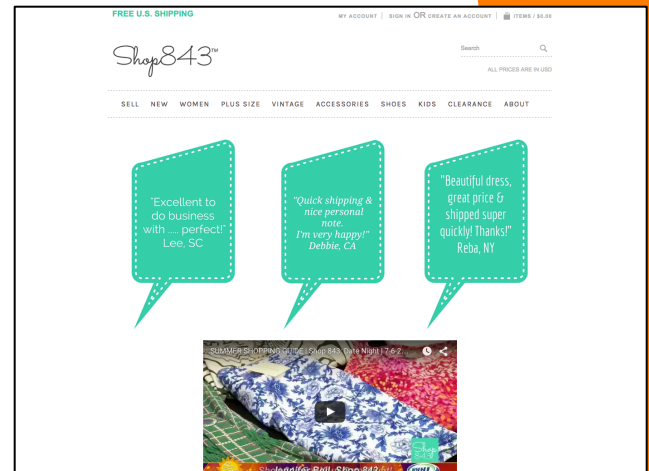 FREE U.S. SHIPPING
MY ACCOUNT | SIGN IN OR CREATE AN ACCOUNT | ITEMS / $0.00
Shop843™
Search
ALL PRICES ARE IN USD
SELL NEW WOMEN PLUS SIZE VINTAGE ACCESSORIES SHOES KIDS CLEARANCE ABOUT
"Excellent to
do business
with ..... perfect!"
Lee, SC
"Quick shipping &
nice personal
note.
I'm very happy!"
Debbie, CA
"Beautiful dress,
great price &
shipped super
quickly! Thanks!"
Reba, NY
SUMMER SHOPPING GUIDE | Shop 843, Date Night | 7-6-2...
Shop
843